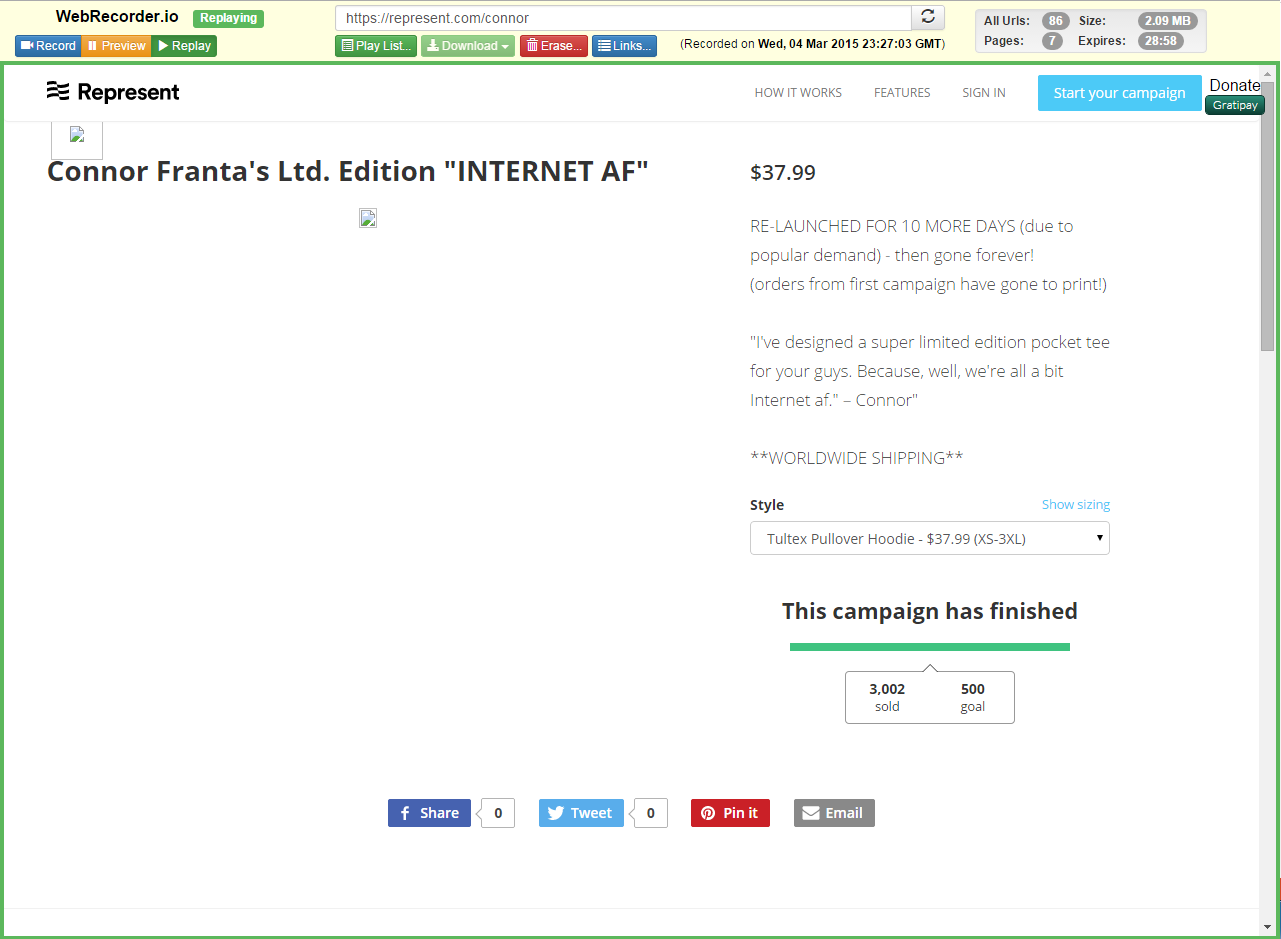 WebRecorder.io Replaying
https://represent.com/connor
All Urls: 86 Size: 2.09 MB
Pages: 7 Expires: 28:58
Record Preview Replay
Play List... Download Erase... Links... (Recorded on Wed, 04 Mar 2015 23:27:03 GMT)
Represent
HOW IT WORKS FEATURES SIGN IN Start your campaign
Donate
Gratipay
Connor Franta's Ltd. Edition "INTERNET AF"
$37.99
RE-LAUNCHED FOR 10 MORE DAYS (due to
popular demand) - then gone forever!
(orders from first campaign have gone to print!)
"I've designed a super limited edition pocket tee
for your guys. Because, well, we're all a bit
Internet af." – Connor"
**WORLDWIDE SHIPPING**
Style Show sizing
Tultex Pullover Hoodie - $37.99 (XS-3XL)
This campaign has finished
3,002 500
sold goal
Share 0 Tweet 0 Pin it Email